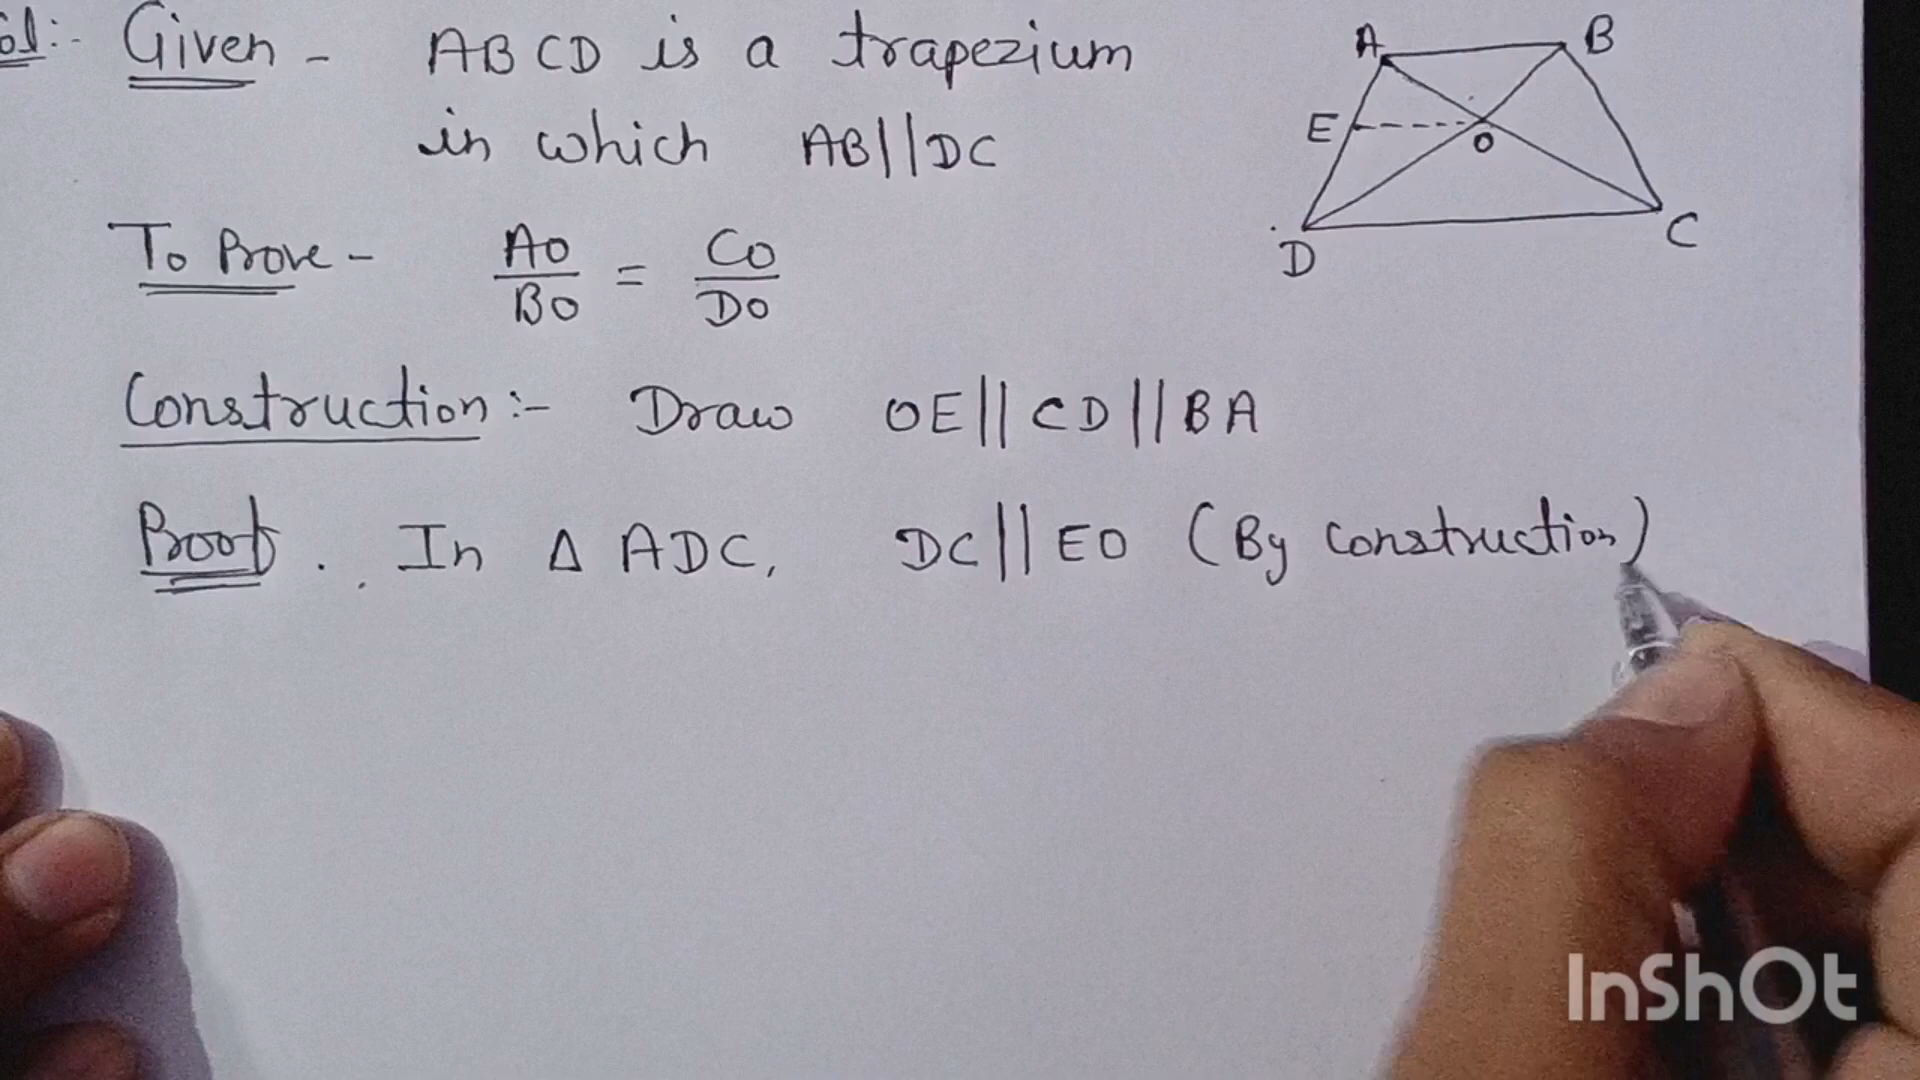 Sol:- Given - ABCD is a trapezium
in which AB||DC
To Prove - AO/BO = CO/DO
Construction:- Draw OE||CD||BA
Proof. In Δ ADC, DC||EO (By construction)
A B
E O
D C
InShOt